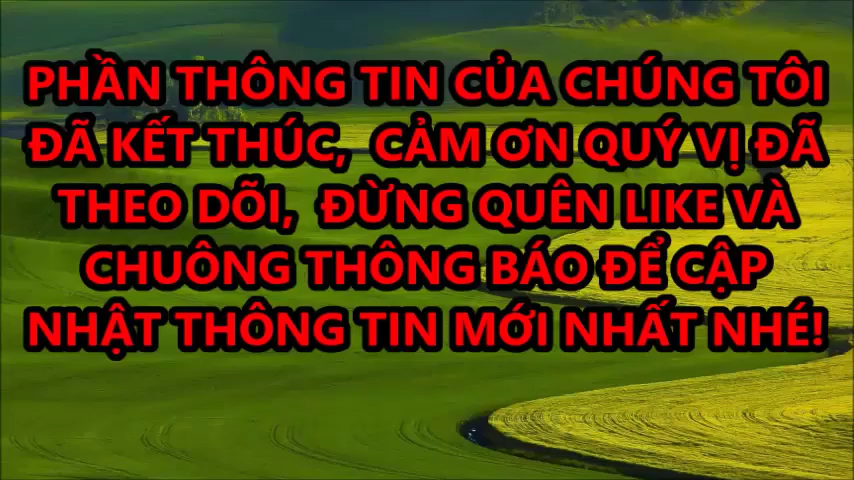 PHẦN THÔNG TIN CỦA CHÚNG TÔI
ĐÃ KẾT THÚC, CẢM ƠN QUÝ VỊ ĐÃ
THEO DÕI, ĐỪNG QUÊN LIKE VÀ
CHUÔNG THÔNG BÁO ĐỂ CẬP
NHẬT THÔNG TIN MỚI NHẤT NHÉ!